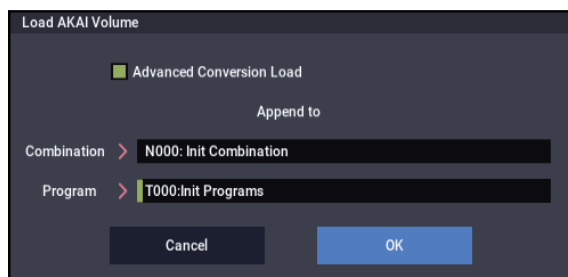 Load AKAI Volume
Advanced Conversion Load
Append to
Combination N000: Init Combination
Program T000:Init Programs
Cancel OK